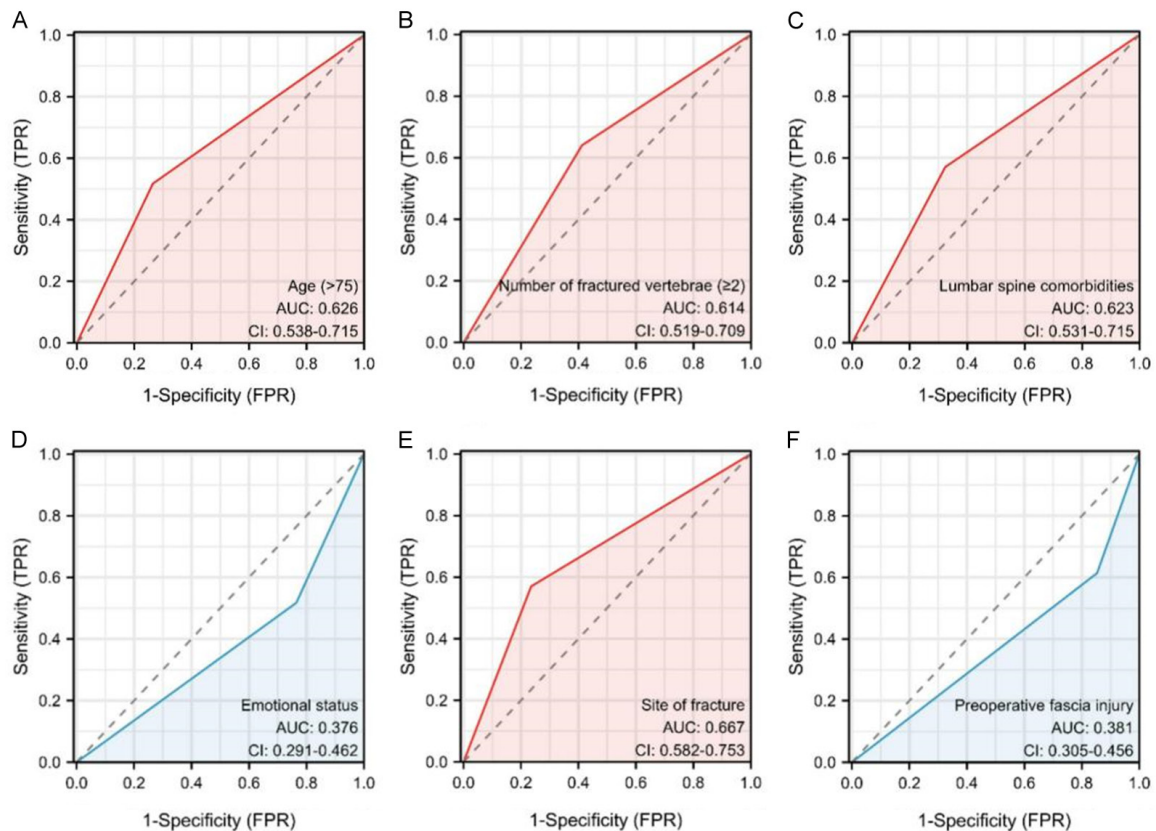 A
1.0
0.8
0.6
0.4
0.2
0.0
Sensitivity (TPR)
Age (>75)
AUC: 0.626
CI: 0.538-0.715
0.0 0.2 0.4 0.6 0.8 1.0
1-Specificity (FPR)
B
1.0
0.8
0.6
0.4
0.2
0.0
Sensitivity (TPR)
Number of fractured vertebrae (≥2)
AUC: 0.614
CI: 0.519-0.709
0.0 0.2 0.4 0.6 0.8 1.0
1-Specificity (FPR)
C
1.0
0.8
0.6
0.4
0.2
0.0
Sensitivity (TPR)
Lumbar spine comorbidities
AUC: 0.623
CI: 0.531-0.715
0.0 0.2 0.4 0.6 0.8 1.0
1-Specificity (FPR)
D
1.0
0.8
0.6
0.4
0.2
0.0
Sensitivity (TPR)
Emotional status
AUC: 0.376
CI: 0.291-0.462
0.0 0.2 0.4 0.6 0.8 1.0
1-Specificity (FPR)
E
1.0
0.8
0.6
0.4
0.2
0.0
Sensitivity (TPR)
Site of fracture
AUC: 0.667
CI: 0.582-0.753
0.0 0.2 0.4 0.6 0.8 1.0
1-Specificity (FPR)
F
1.0
0.8
0.6
0.4
0.2
0.0
Sensitivity (TPR)
Preoperative fascia injury
AUC: 0.381
CI: 0.305-0.456
0.0 0.2 0.4 0.6 0.8 1.0
1-Specificity (FPR)